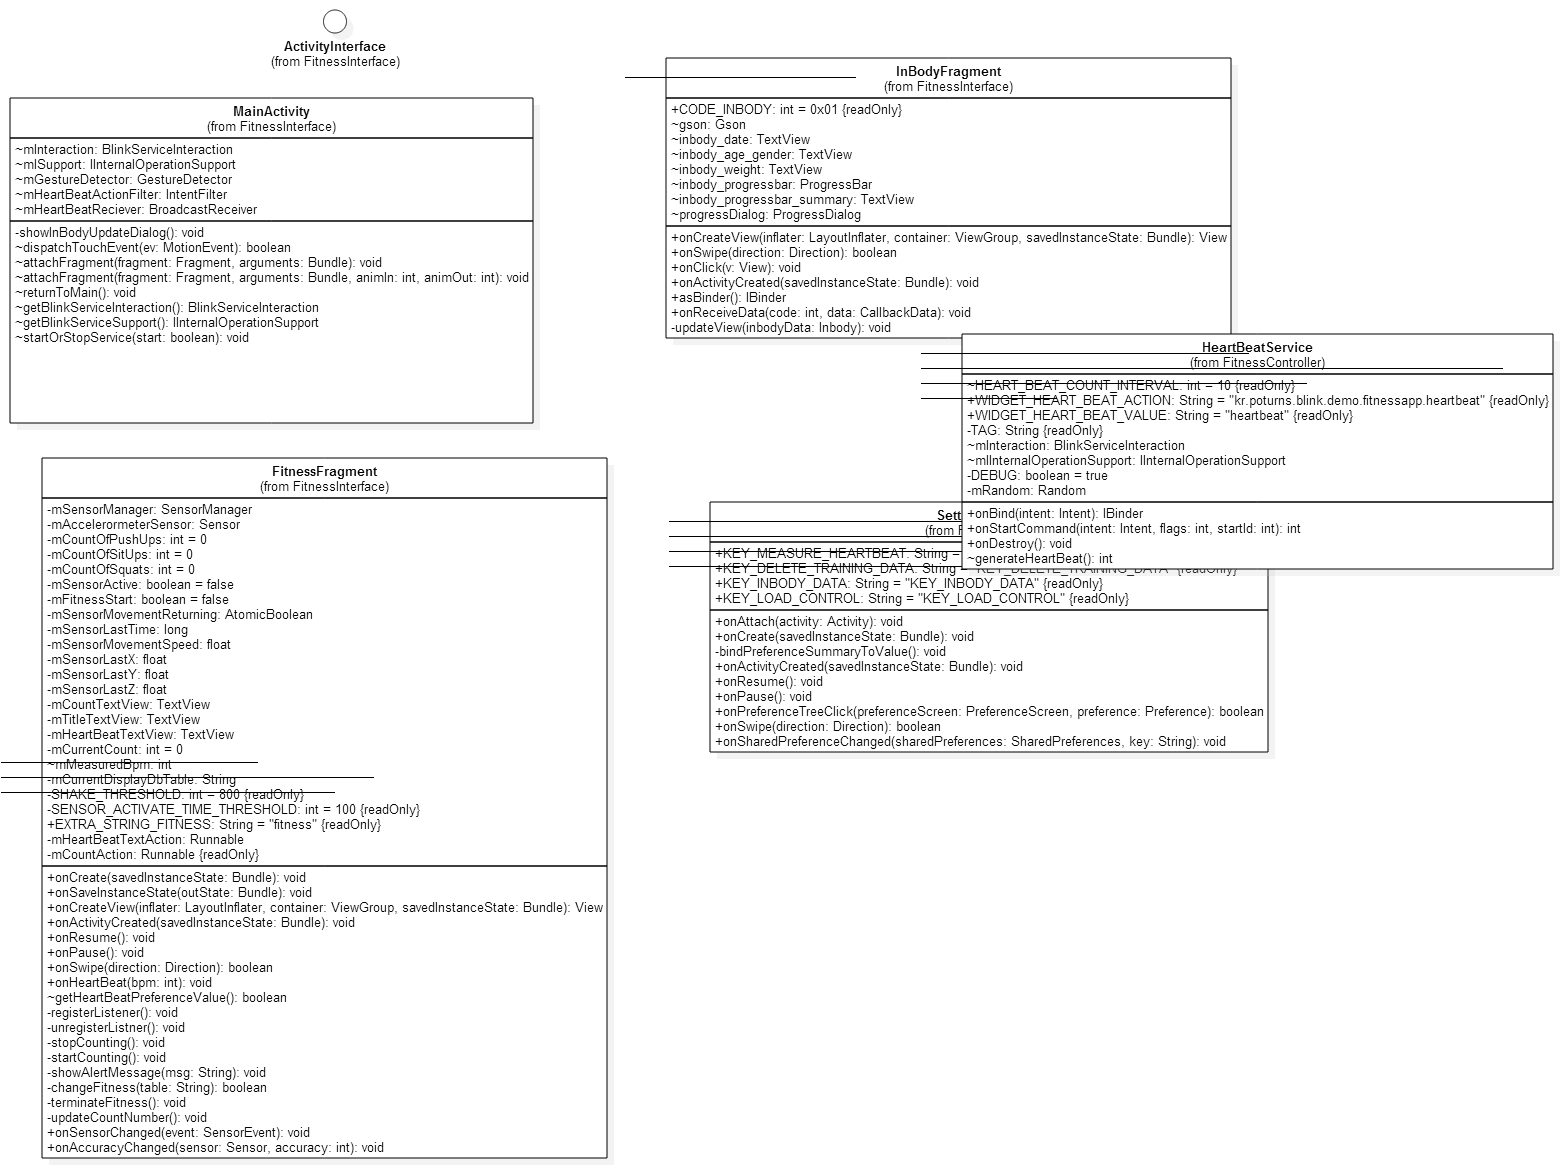 ActivityInterface
(from FitnessInterface)
MainActivity
(from FitnessInterface)
~mInteraction: BlinkServiceInteraction
~mISupport: IInternalOperationSupport
~mGestureDetector: GestureDetector
~mHeartBeatActionFilter: IntentFilter
~mHeartBeatReciever: BroadcastReceiver
-showInBodyUpdateDialog(): void
~dispatchTouchEvent(ev: MotionEvent): boolean
~attachFragment(fragment: Fragment, arguments: Bundle): void
~attachFragment(fragment: Fragment, arguments: Bundle, animIn: int, animOut: int): void
~returnToMain(): void
~getBlinkServiceInteraction(): BlinkServiceInteraction
~getBlinkServiceSupport(): IInternalOperationSupport
~startOrStopService(start: boolean): void
InBodyFragment
(from FitnessInterface)
+CODE_INBODY: int = 0x01 {readOnly}
~gson: Gson
~inbody_date: TextView
~inbody_age_gender: TextView
~inbody_weight: TextView
~inbody_progressbar: ProgressBar
~inbody_progressbar_summary: TextView
~progressDialog: ProgressDialog
+onCreateView(inflater: LayoutInflater, container: ViewGroup, savedInstanceState: Bundle): View
+onSwipe(direction: Direction): boolean
+onClick(v: View): void
+onActivityCreated(savedInstanceState: Bundle): void
+asBinder(): IBinder
+onReceiveData(code: int, data: CallbackData): void
-updateView(inbodyData: Inbody): void
HeartBeatService
(from FitnessController)
~HEART_BEAT_COUNT_INTERVAL: int = 10 {readOnly}
+WIDGET_HEART_BEAT_ACTION: String = "kr.poturns.blink.demo.fitnessapp.heartbeat" {readOnly}
+WIDGET_HEART_BEAT_VALUE: String = "heartbeat" {readOnly}
-TAG: String {readOnly}
~mInteraction: BlinkServiceInteraction
~mIInternalOperationSupport: IInternalOperationSupport
-DEBUG: boolean = true
-mRandom: Random
+onBind(intent: Intent): IBinder
+onStartCommand(intent: Intent, flags: int, startId: int): int
+onDestroy(): void
~generateHeartBeat(): int
Sett
(from F
+KEY_MEASURE_HEARTBEAT: String =
+KEY_DELETE_TRAINING_DATA: String = "KEY_DELETE_TRAINING_DATA" {readOnly}
+KEY_INBODY_DATA: String = "KEY_INBODY_DATA" {readOnly}
+KEY_LOAD_CONTROL: String = "KEY_LOAD_CONTROL" {readOnly}
+onAttach(activity: Activity): void
+onCreate(savedInstanceState: Bundle): void
-bindPreferenceSummaryToValue(): void
+onActivityCreated(savedInstanceState: Bundle): void
+onResume(): void
+onPause(): void
+onPreferenceTreeClick(preferenceScreen: PreferenceScreen, preference: Preference): boolean
+onSwipe(direction: Direction): boolean
+onSharedPreferenceChanged(sharedPreferences: SharedPreferences, key: String): void
FitnessFragment
(from FitnessInterface)
-mSensorManager: SensorManager
-mAccelerormeterSensor: Sensor
-mCountOfPushUps: int = 0
-mCountOfSitUps: int = 0
-mCountOfSquats: int = 0
-mSensorActive: boolean = false
-mFitnessStart: boolean = false
-mSensorMovementReturning: AtomicBoolean
-mSensorLastTime: long
-mSensorMovementSpeed: float
-mSensorLastX: float
-mSensorLastY: float
-mSensorLastZ: float
-mCountTextView: TextView
-mTitleTextView: TextView
-mHeartBeatTextView: TextView
-mCurrentCount: int = 0
~mMeasuredBpm: int
-mCurrentDisplayDbTable: String
-SHAKE_THRESHOLD: int = 800 {readOnly}
-SENSOR_ACTIVATE_TIME_THRESHOLD: int = 100 {readOnly}
+EXTRA_STRING_FITNESS: String = "fitness" {readOnly}
-mHeartBeatTextAction: Runnable
-mCountAction: Runnable {readOnly}
+onCreate(savedInstanceState: Bundle): void
+onSaveInstanceState(outState: Bundle): void
+onCreateView(inflater: LayoutInflater, container: ViewGroup, savedInstanceState: Bundle): View
+onActivityCreated(savedInstanceState: Bundle): void
+onResume(): void
+onPause(): void
+onSwipe(direction: Direction): boolean
+onHeartBeat(bpm: int): void
~getHeartBeatPreferenceValue(): boolean
-registerListener(): void
-unregisterListner(): void
-stopCounting(): void
-startCounting(): void
-showAlertMessage(msg: String): void
-changeFitness(table: String): boolean
-terminateFitness(): void
-updateCountNumber(): void
+onSensorChanged(event: SensorEvent): void
+onAccuracyChanged(sensor: Sensor, accuracy: int): void